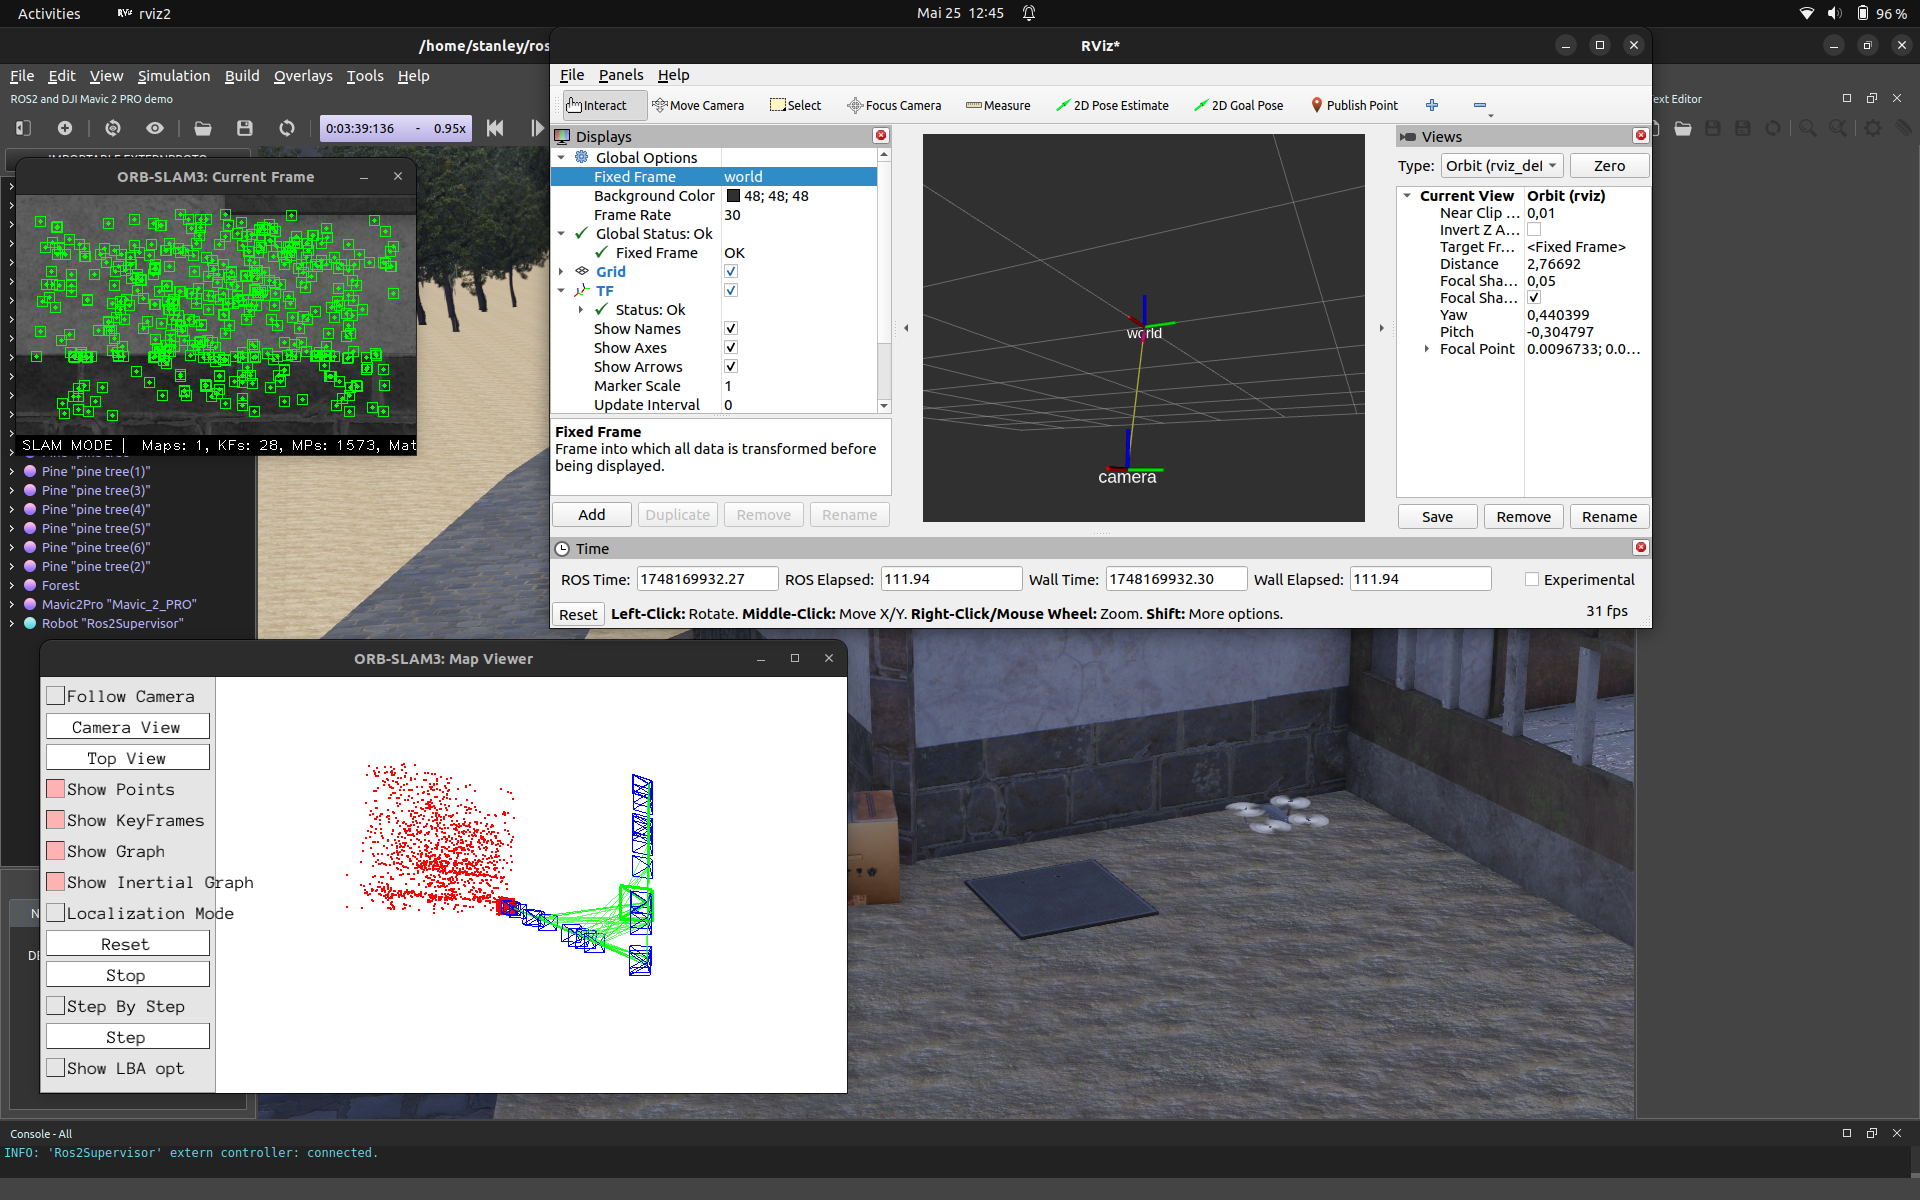 Activities
rviz2
Mai 25 12:45
96 %
/home/stanley/ros
File Edit View Simulation Build Overlays Tools Help
ROS2 and DJI Mavic 2 PRO demo
0:03:39:136 - 0.95x
ext Editor
ORB-SLAM3: Current Frame
SLAM MODE | Maps: 1, KFs: 28, MPs: 1573, Mat
Pine "pine tree(1)"
Pine "pine tree(3)"
Pine "pine tree(4)"
Pine "pine tree(5)"
Pine "pine tree(6)"
Pine "pine tree(2)"
Forest
Mavic2Pro "Mavic_2_PRO"
Robot "Ros2Supervisor"
RViz*
File Panels Help
Interact Move Camera Select Focus Camera Measure 2D Pose Estimate 2D Goal Pose Publish Point
Displays
Global Options
Fixed Frame world
Background Color 48; 48; 48
Frame Rate 30
Global Status: Ok
Fixed Frame OK
Grid
TF
Status: Ok
Show Names
Show Axes
Show Arrows
Marker Scale 1
Update Interval 0
Fixed Frame
Frame into which all data is transformed before
being displayed.
Add Duplicate Remove Rename
world
camera
Views
Type: Orbit (rviz_def Zero
Current View Orbit (rviz)
Near Clip ... 0,01
Invert Z A...
Target Fr... <Fixed Frame>
Distance 2,76692
Focal Sha... 0,05
Focal Sha...
Yaw 0,440399
Pitch -0,304797
Focal Point 0.0096733; 0.0...
Save Remove Rename
Time
ROS Time: 1748169932.27 ROS Elapsed: 111.94 Wall Time: 1748169932.30 Wall Elapsed: 111.94 Experimental
Reset Left-Click: Rotate. Middle-Click: Move X/Y. Right-Click/Mouse Wheel: Zoom. Shift: More options. 31 fps
ORB-SLAM3: Map Viewer
Follow Camera
Camera View
Top View
Show Points
Show KeyFrames
Show Graph
Show Inertial Graph
Localization Mode
Reset
Stop
Step By Step
Step
Show LBA opt
N
DE
Console - All
INFO: 'Ros2Supervisor' extern controller: connected.